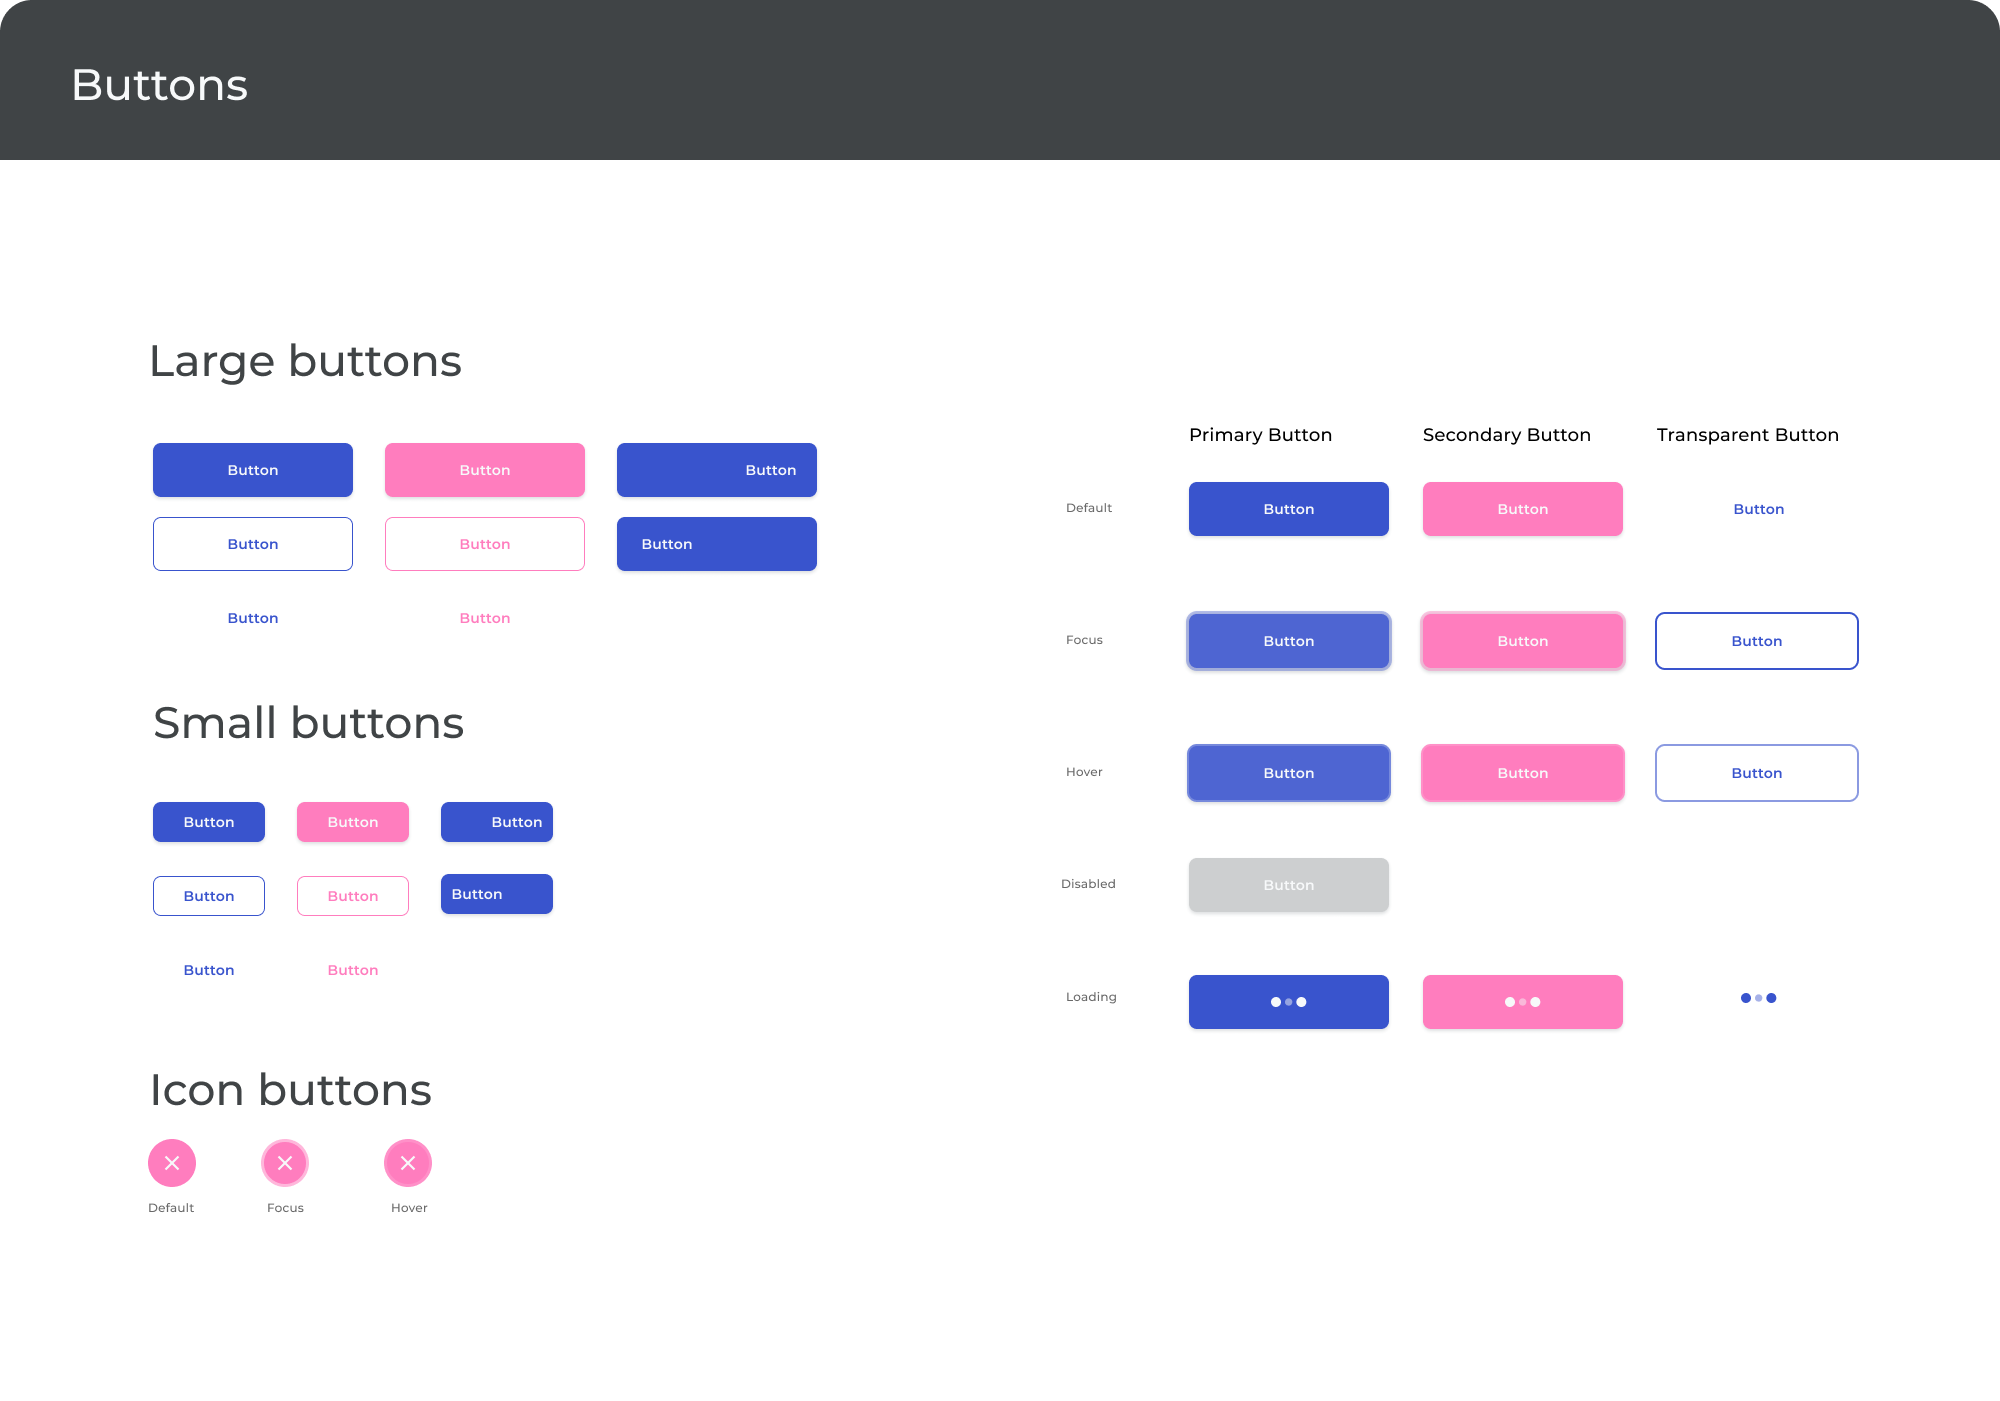 Buttons
Large buttons
Button Button Button
Button Button Button
Button Button
Small buttons
Button Button Button
Button Button Button
Button Button
Icon buttons
Default Focus Hover
Primary Button Secondary Button Transparent Button
Default Button Button Button
Focus Button Button Button
Hover Button Button Button
Disabled Button
Loading